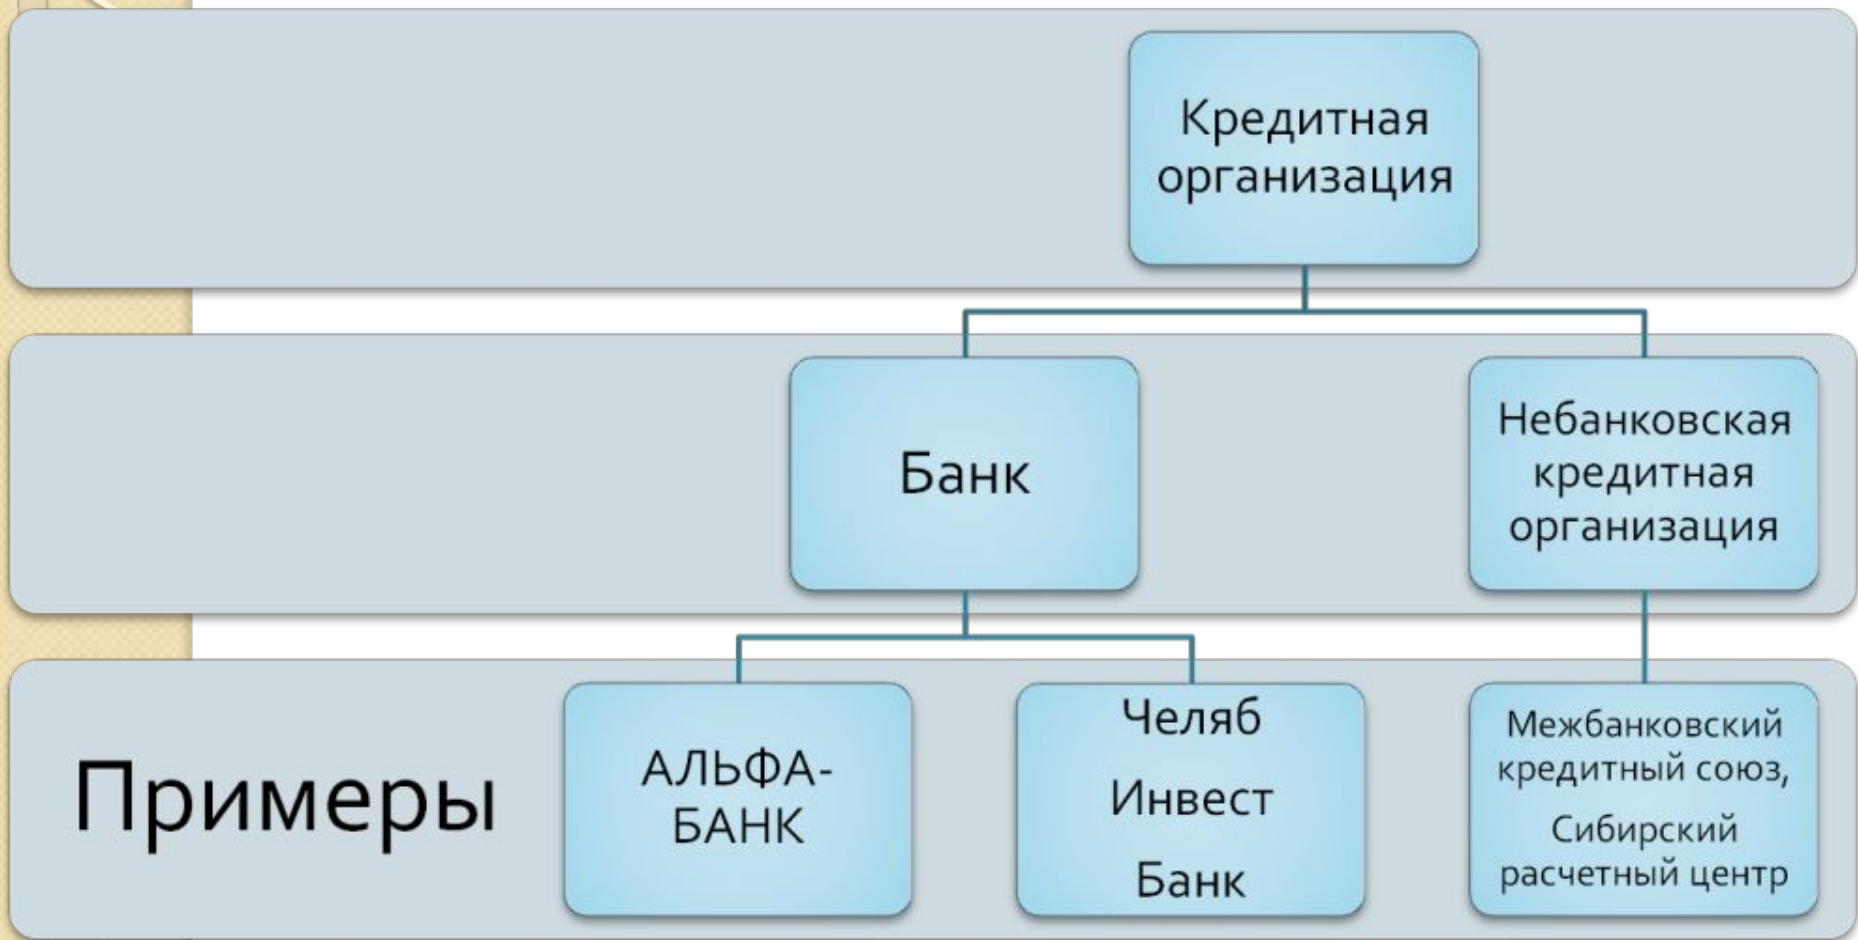 Кредитная
организация
Банк
Небанковская
кредитная
организация
Примеры
АЛЬФА-
БАНК
Челяб
Инвест
Банк
Межбанковский
кредитный союз,
Сибирский
расчетный центр